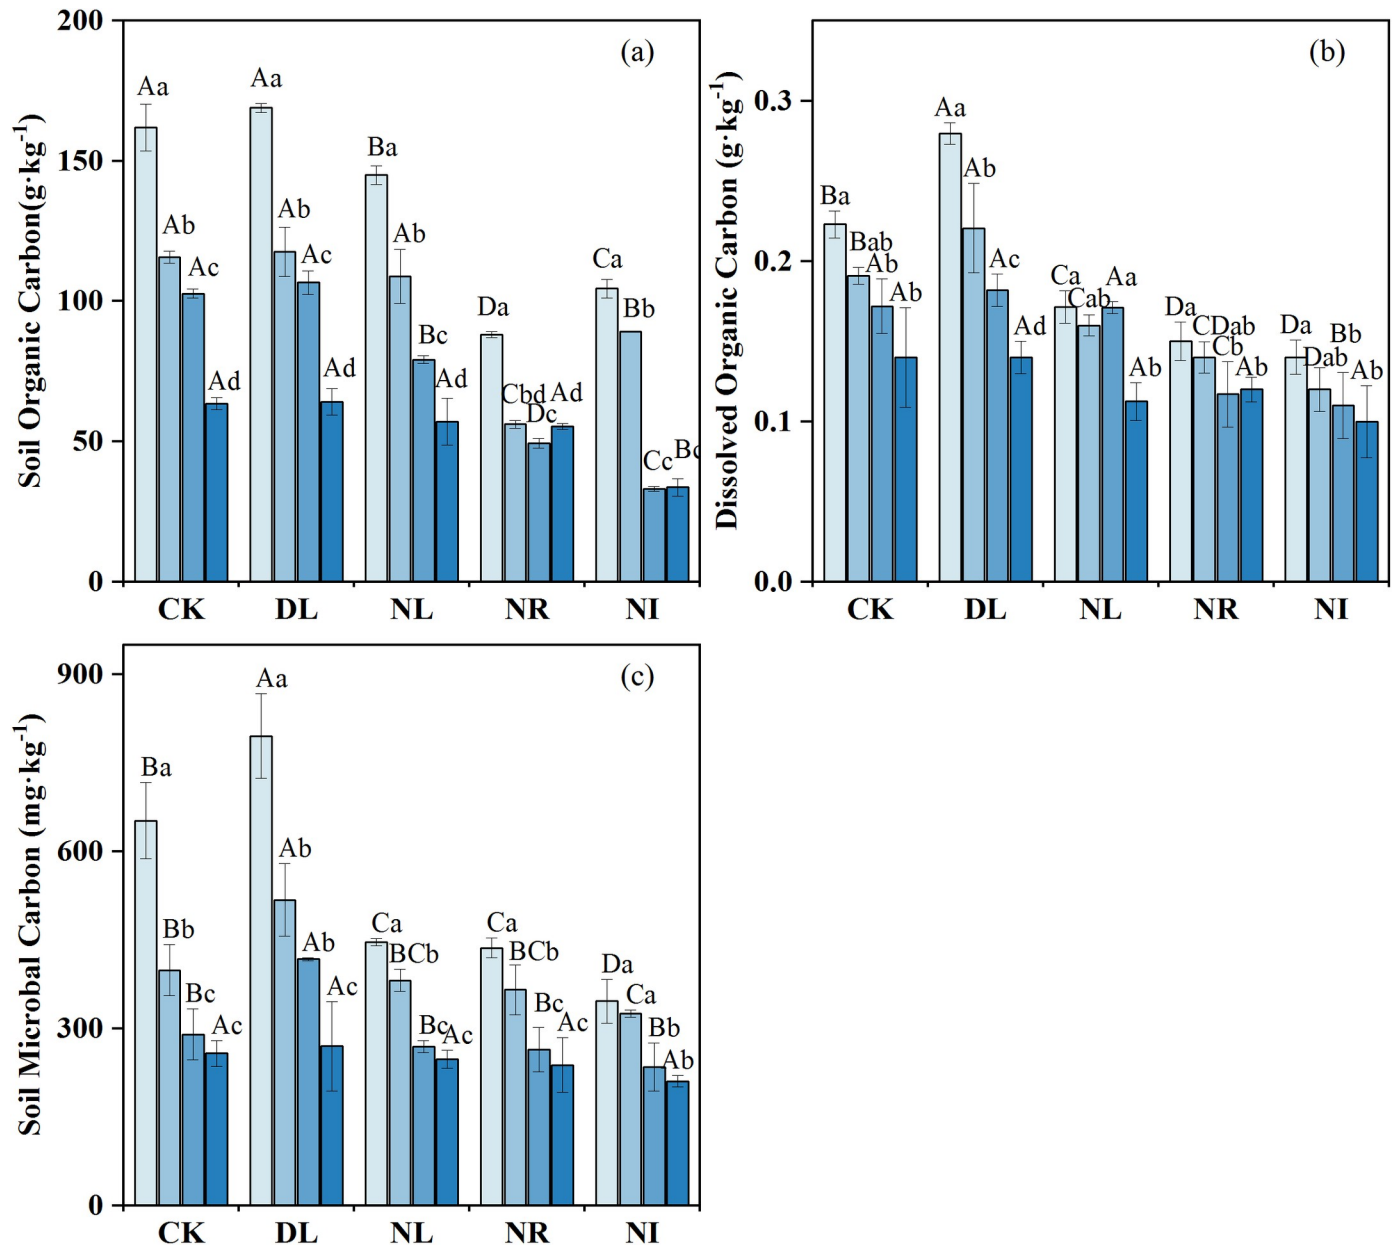 (a)
Soil Organic Carbon(g·kg⁻¹)
200
150
100
50
0
Aa
Ab
Ac
Ad
Aa
Ab
Ac
Ad
Ba
Ab
Bc
Ad
Da
Cbd
Dc
Ad
Ca
Bb
Cc
Bc
CK DL NL NR NI
(b)
Dissolved Organic Carbon (g·kg⁻¹)
0.3
0.2
0.1
0.0
Ba
Bab
Ab
Ab
Aa
Ab
Ac
Ad
Ca
Cab
Aa
Ab
Da
CDab
Cb
Ab
Da
Dab
Bb
Ab
CK DL NL NR NI
(c)
Soil Microbal Carbon (mg·kg⁻¹)
900
600
300
0
Ba
Bb
Bc
Ac
Aa
Ab
Ab
Ac
Ca
BCb
Bc
Ac
Ca
BCb
Bc
Ac
Da
Ca
Bb
Ab
CK DL NL NR NI